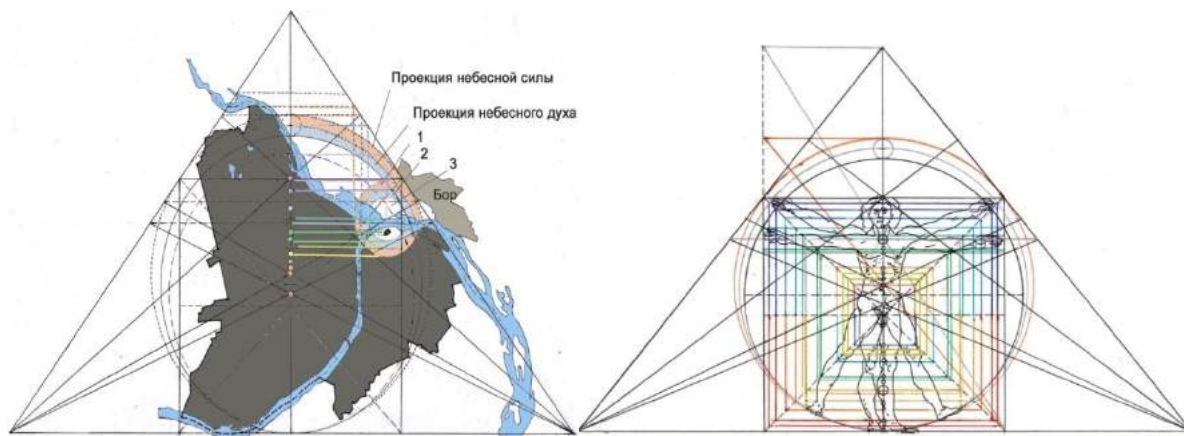 Проекция небесной силы
Проекция небесного духа
1
2
3
Бор